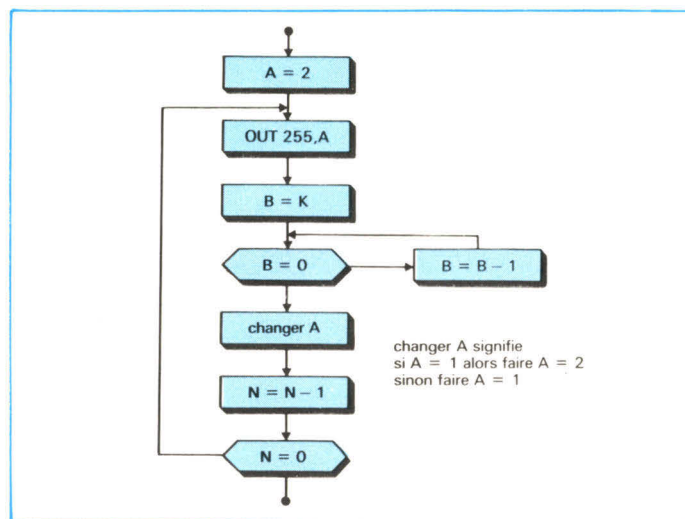 A = 2
OUT 255,A
B = K
B = 0
B = B – 1
changer A
changer A signifie
si A = 1 alors faire A = 2
sinon faire A = 1
N = N – 1
N = 0